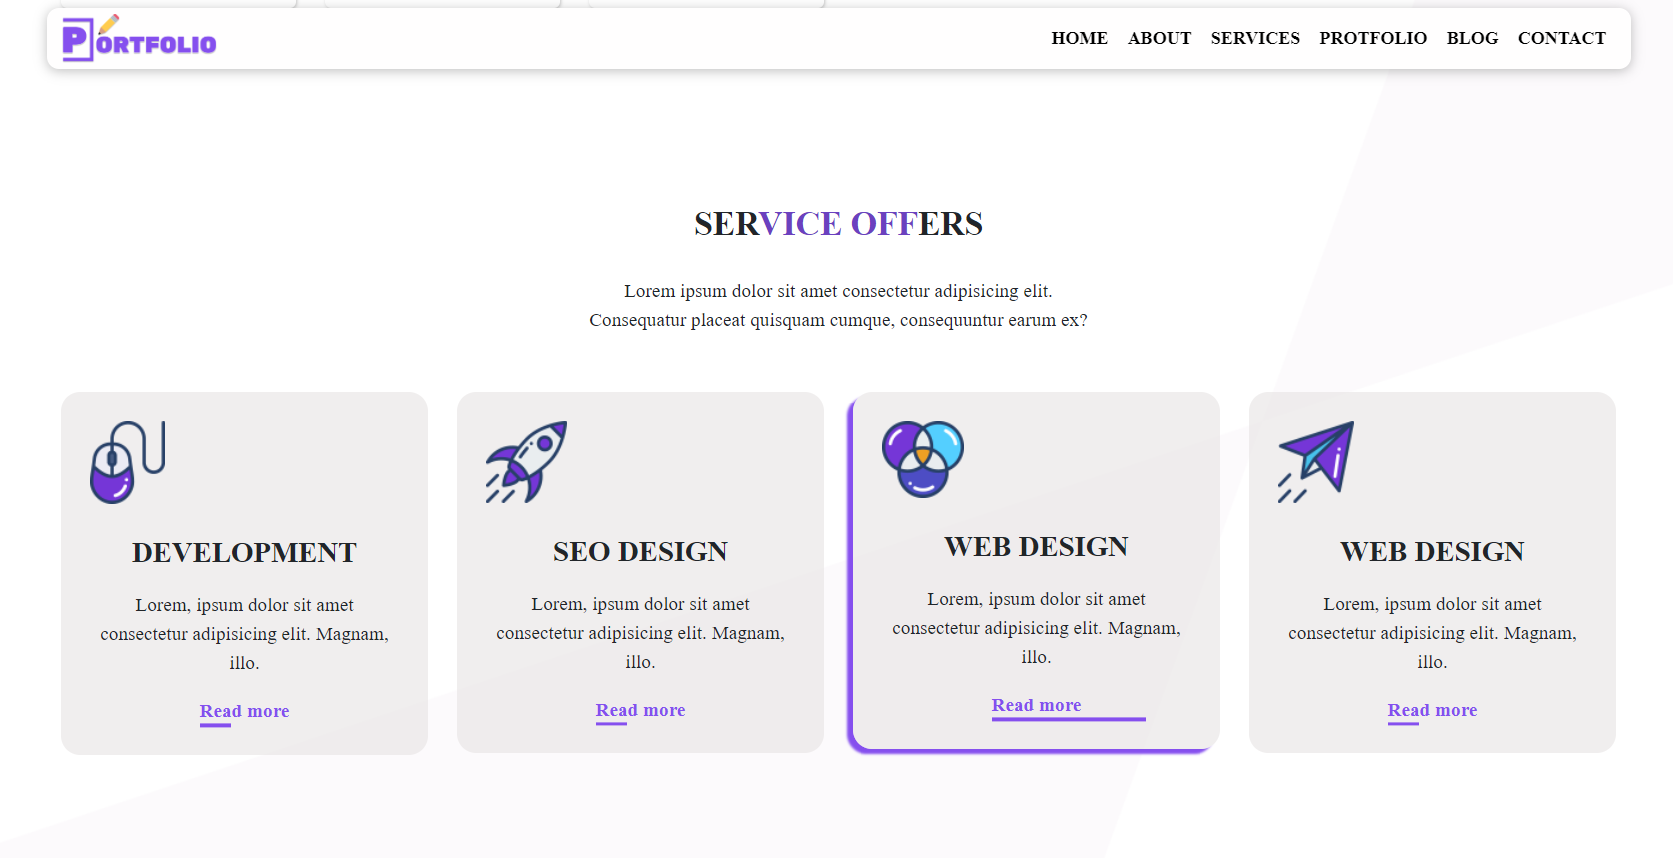 PORTFOLIO
HOME ABOUT SERVICES PROTFOLIO BLOG CONTACT
SERVICE OFFERS
Lorem ipsum dolor sit amet consectetur adipisicing elit.
Consequatur placeat quisquam cumque, consequuntur earum ex?
DEVELOPMENT
Lorem, ipsum dolor sit amet
consectetur adipisicing elit. Magnam,
illo.
Read more
SEO DESIGN
Lorem, ipsum dolor sit amet
consectetur adipisicing elit. Magnam,
illo.
Read more
WEB DESIGN
Lorem, ipsum dolor sit amet
consectetur adipisicing elit. Magnam,
illo.
Read more
WEB DESIGN
Lorem, ipsum dolor sit amet
consectetur adipisicing elit. Magnam,
illo.
Read more